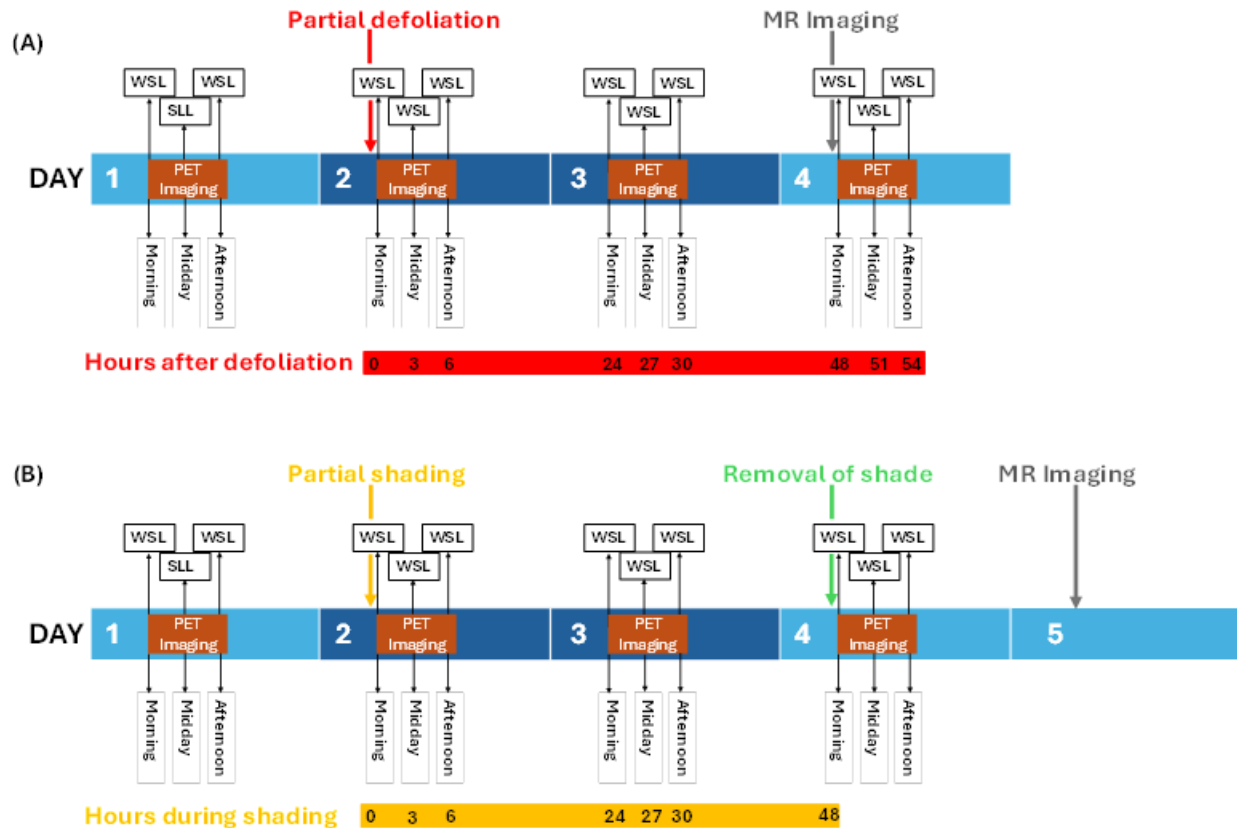 (A)
Partial defoliation
MR Imaging
WSL WSL WSL WSL WSL WSL WSL WSL
SLL WSL WSL WSL
DAY 1 PET Imaging 2 PET Imaging 3 PET Imaging 4 PET Imaging
Morning Midday Afternoon Morning Midday Afternoon Morning Midday Afternoon Morning Midday Afternoon
Hours after defoliation 0 3 6 24 27 30 48 51 54
(B)
Partial shading
Removal of shade
MR Imaging
WSL WSL WSL WSL WSL WSL WSL WSL
SLL WSL WSL WSL
DAY 1 PET Imaging 2 PET Imaging 3 PET Imaging 4 PET Imaging 5
Morning Midday Afternoon Morning Midday Afternoon Morning Midday Afternoon Morning Midday Afternoon
Hours during shading 0 3 6 24 27 30 48